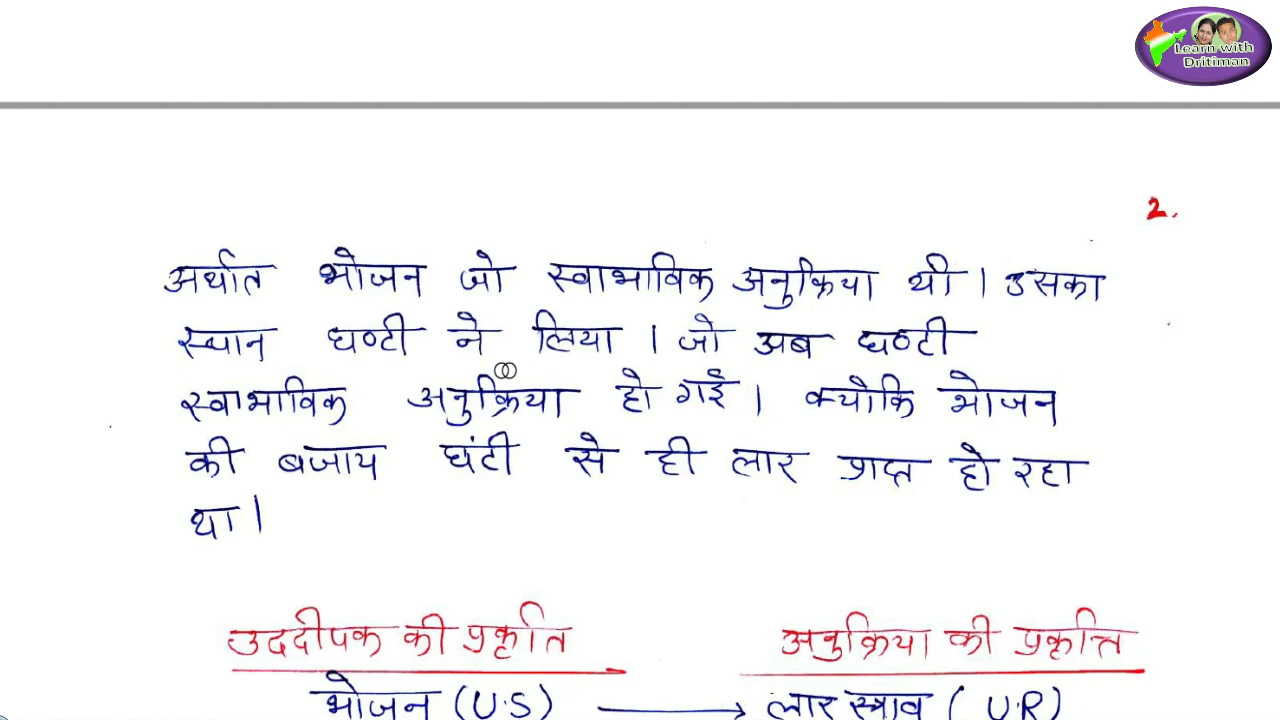 Learn with
Dritiman
2.
अर्थात भोजन जो स्वाभाविक अनुक्रिया थी। उसका
स्थान घण्टी ने लिया। जो अब घण्टी
स्वाभाविक अनुक्रिया हो गई। क्योकि भोजन
की बजाय घंटी से ही लार प्राप्त हो रहा
था।
उददीपक की प्रकृति अनुक्रिया की प्रकृत्ति
भोजन (U.S) → लार स्त्राव (U.R)